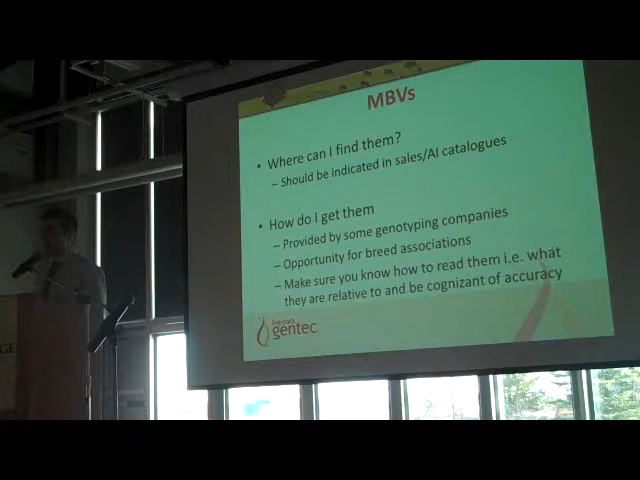 MBVs
• Where can I find them?
– Should be indicated in sales/AI catalogues
• How do I get them
– Provided by some genotyping companies
– Opportunity for breed associations
– Make sure you know how to read them i.e. what
they are relative to and be cognizant of accuracy
livestock
gentec